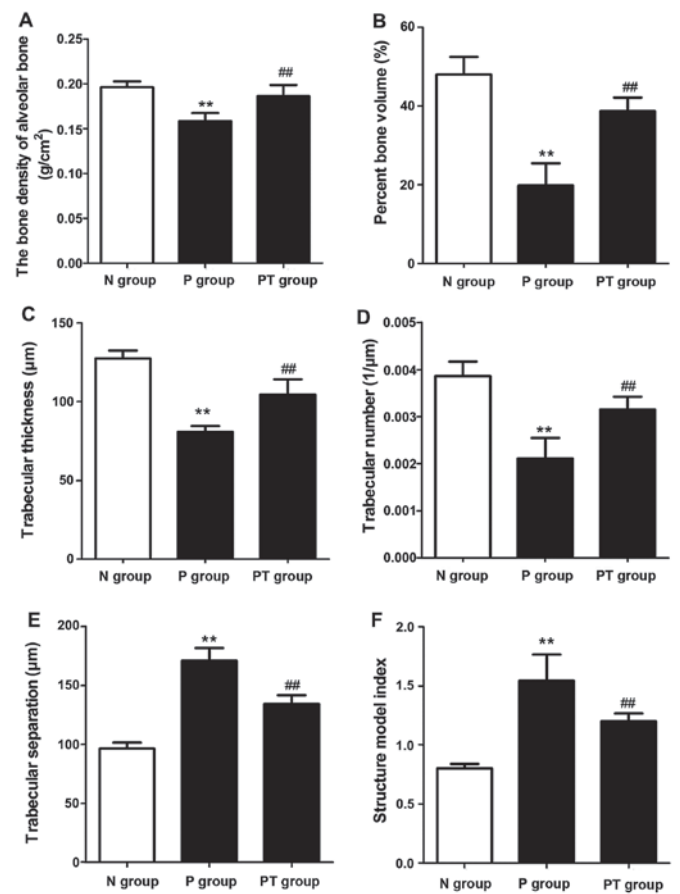 A
The bone density of alveolar bone
(g/cm²)
0.25
0.20
0.15
0.10
0.05
0.00
**
##
N group
P group
PT group
B
Percent bone volume (%)
60
40
20
0
**
##
N group
P group
PT group
C
Trabecular thickness (μm)
150
100
50
0
**
##
N group
P group
PT group
D
Trabecular number (1/μm)
0.005
0.004
0.003
0.002
0.001
0.000
**
##
N group
P group
PT group
E
Trabecular separation (μm)
200
150
100
50
0
**
##
N group
P group
PT group
F
Structure model index
2.0
1.5
1.0
0.5
0.0
**
##
N group
P group
PT group